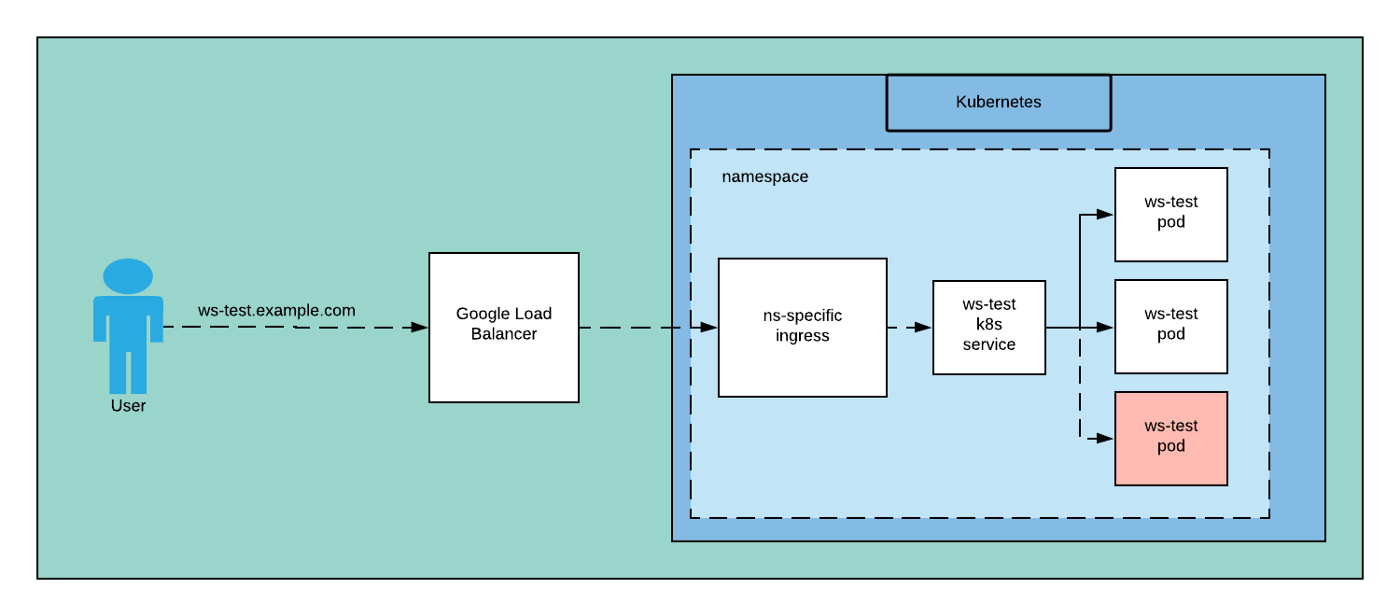 Kubernetes
namespace
ws-test
pod
ws-test.example.com
User
Google Load
Balancer
ns-specific
ingress
ws-test
k8s
service
ws-test
pod
ws-test
pod